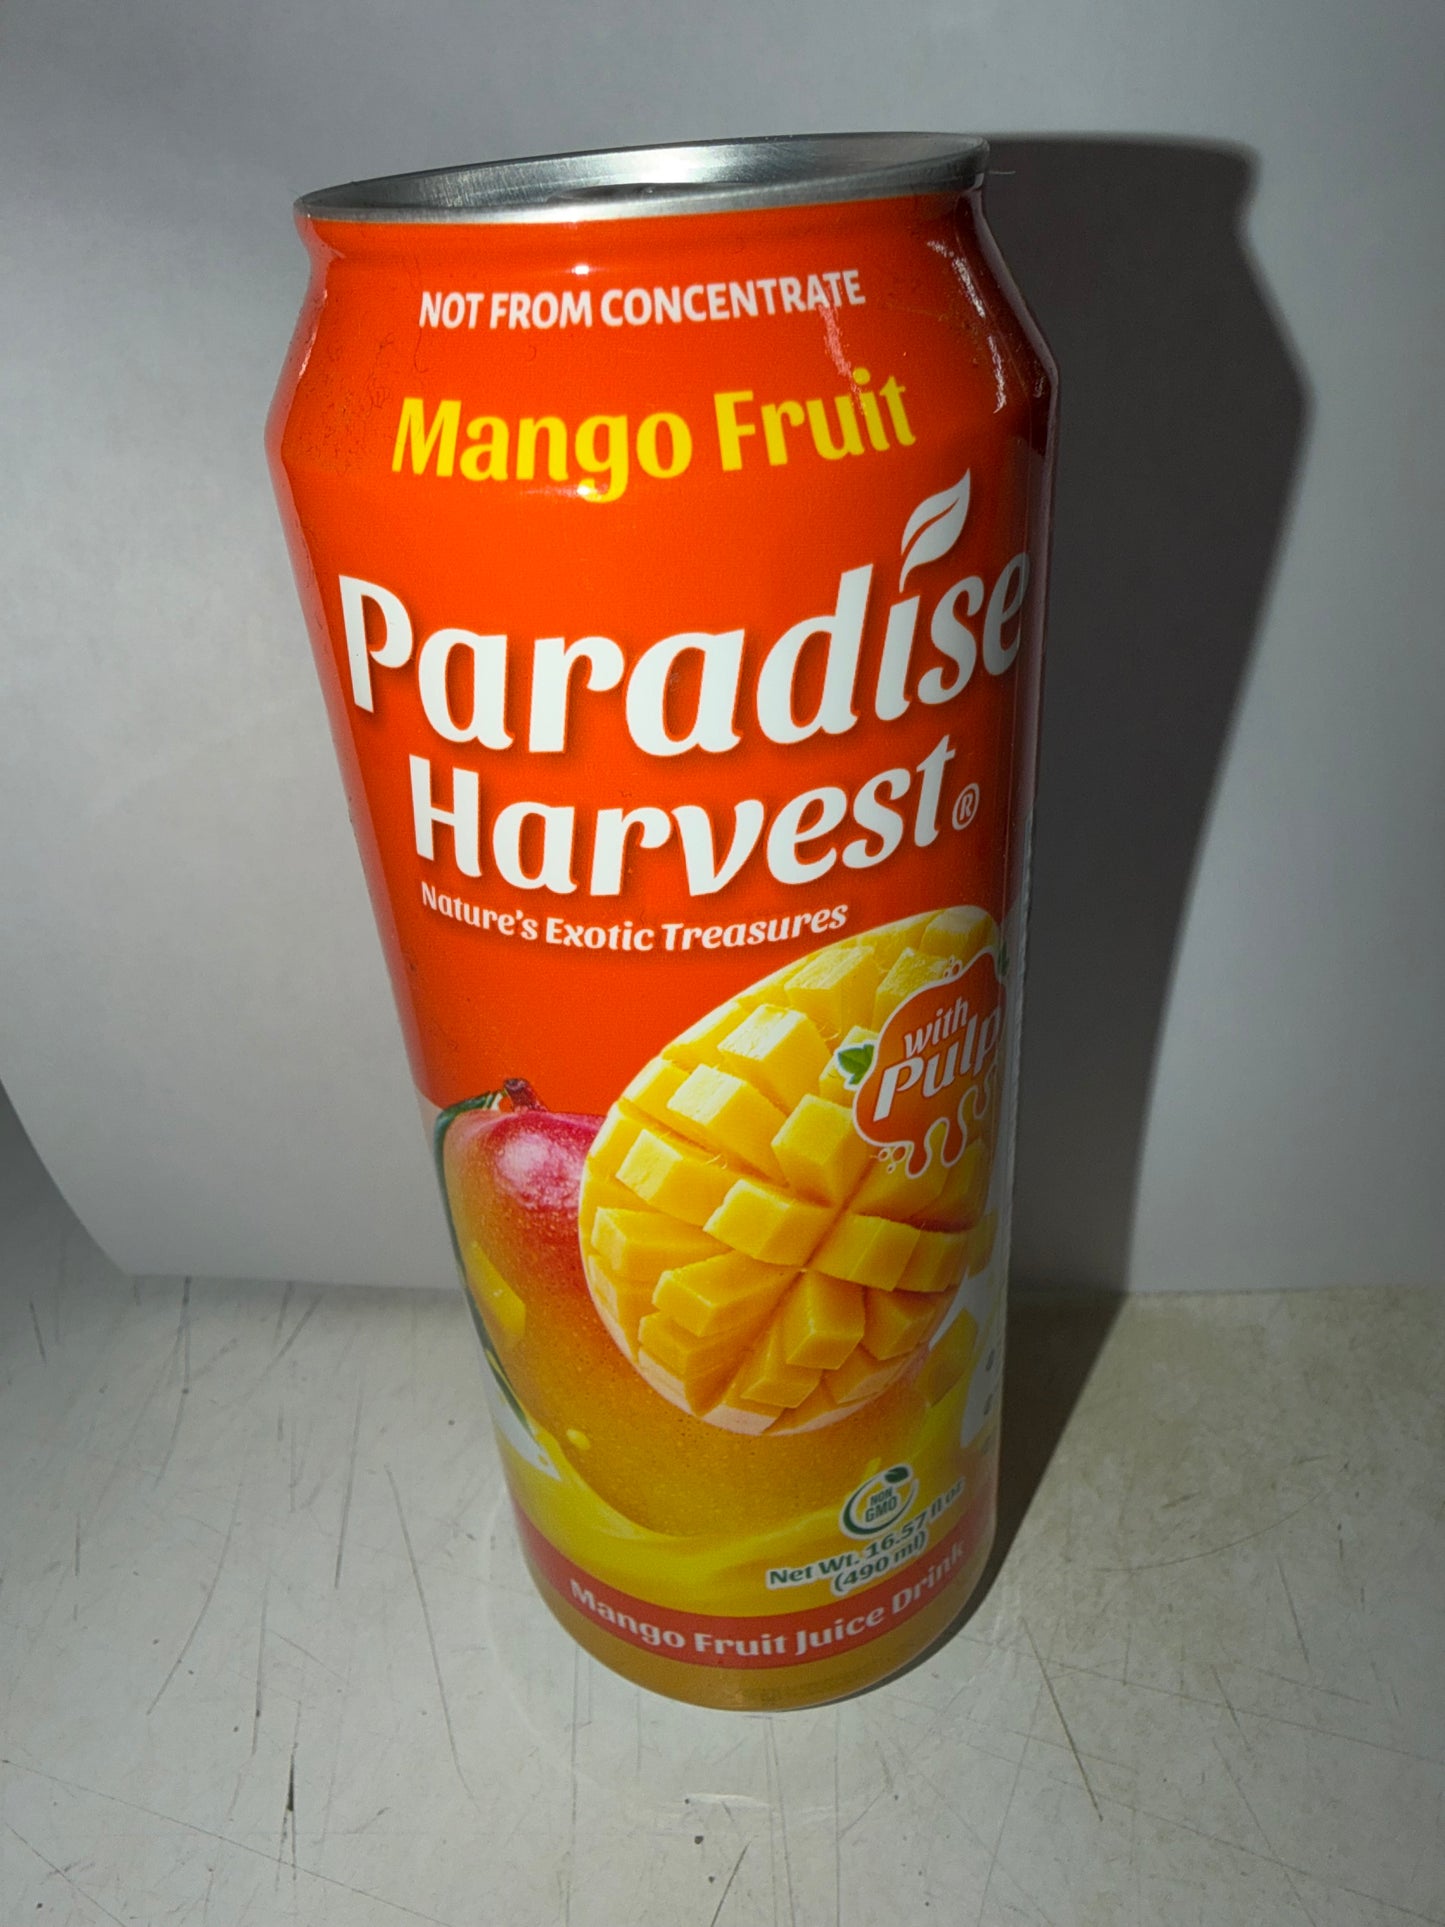 NOT FROM CONCENTRATE
Mango Fruit
Paradise
Harvest®
Nature's Exotic Treasures
with
Pulp
NON
GMO
Net Wt. 16.57 fl oz
(490 ml)
Mango Fruit Juice Drink